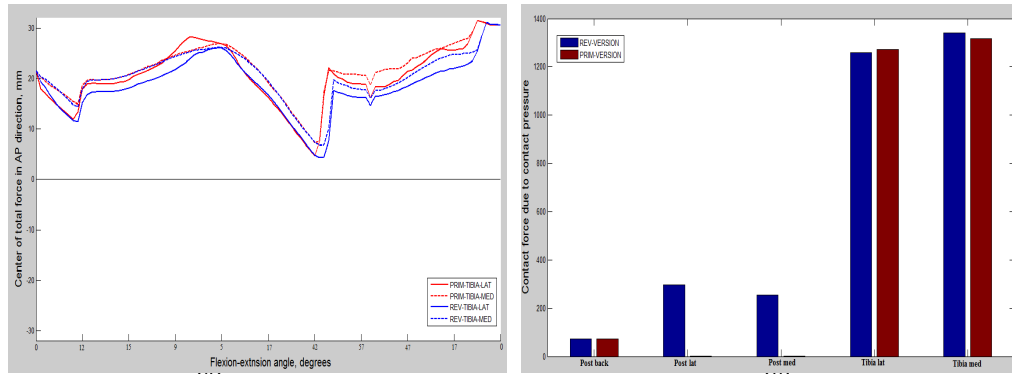 Center of total force in AP direction, mm
30
20
10
0
-10
-20
-30
0 12 15 9 5 17 42 57 47 17 0
Flexion-extnsion angle, degrees
PRIM-TIBIA-LAT
PRIM-TIBIA-MED
REV-TIBIA-LAT
REV-TIBIA-MED
Contact force due to contact pressure
1400
1200
1000
800
600
400
200
0
REV-VERSION
PRIM-VERSION
Post back Post lat Post med Tibia lat Tibia med